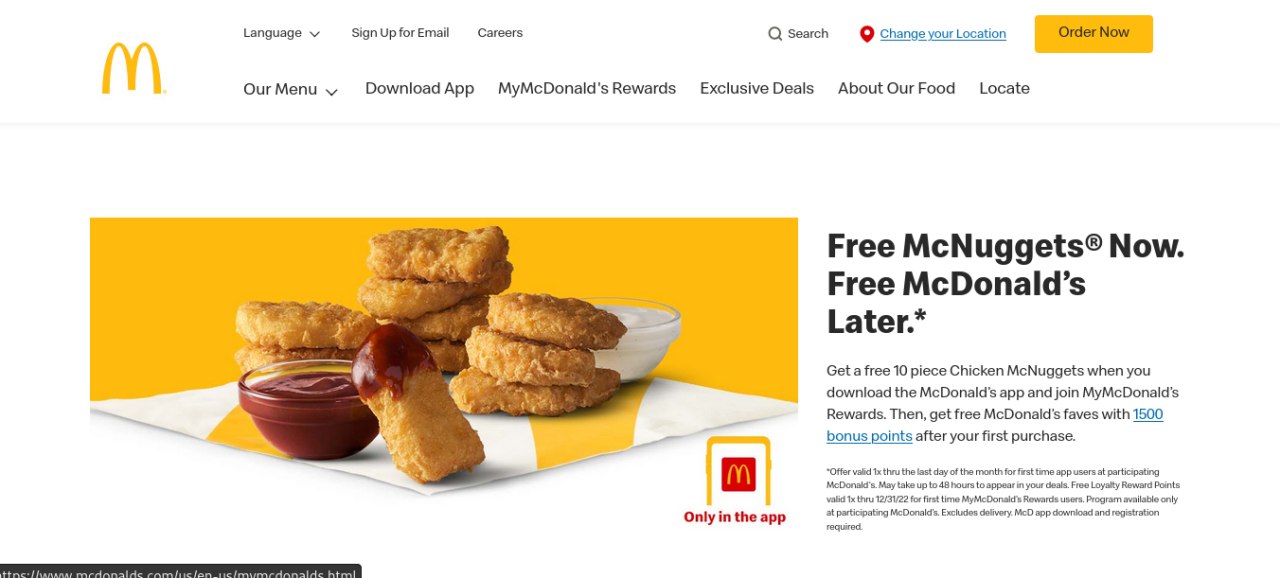 Language
Sign Up for Email
Careers
Search
Change your Location
Order Now
Our Menu
Download App
MyMcDonald's Rewards
Exclusive Deals
About Our Food
Locate
Free McNuggets® Now.
Free McDonald’s
Later.*
Get a free 10 piece Chicken McNuggets when you
download the McDonald’s app and join MyMcDonald’s
Rewards. Then, get free McDonald’s faves with 1500
bonus points after your first purchase.
*Offer valid 1x thru the last day of the month for first time app users at participating
McDonald’s. May take up to 48 hours to appear in your deals. Free Loyalty Reward Points
valid 1x thru 12/31/22 for first time MyMcDonald’s Rewards users. Program available only
at participating McDonald’s. Excludes delivery. McD app download and registration
required.
Only in the app
https://www.mcdonalds.com/us/en-us/mymcdonalds.html